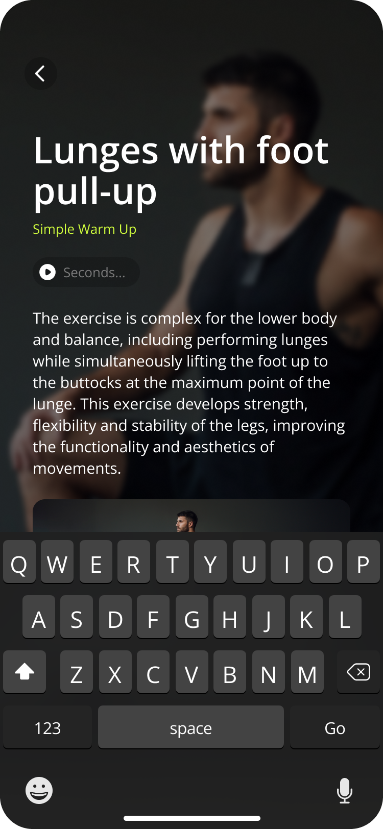 Lunges with foot
pull-up
Simple Warm Up
Seconds...
The exercise is complex for the lower body
and balance, including performing lunges
while simultaneously lifting the foot up to
the buttocks at the maximum point of the
lunge. This exercise develops strength,
flexibility and stability of the legs, improving
the functionality and aesthetics of
movements.
Q W E R T Y U I O P
A S D F G H J K L
Z X C V B N M
123 space Go